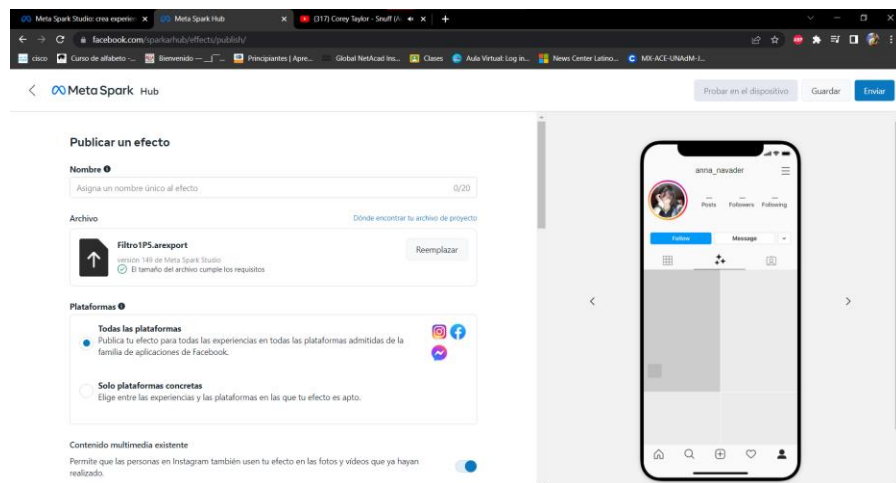 Meta Spark Studio: crea experien
Meta Spark Hub
(317) Corey Taylor - Snuff (A
facebook.com/sparkarhub/effects/publish/
cisco
Curso de alfabeto -...
Bienvenido —
Principiantes | Apre...
Global NetAcad Ins...
Clases
Aula Virtual: Log in...
News Center Latino...
MX-ACE-UNAdM-J...
Meta Spark Hub
Probar en el dispositivo
Guardar
Enviar
Publicar un efecto
Nombre
Asigna un nombre único al efecto
0/20
Archivo
Dónde encontrar tu archivo de proyecto
Filtro1P5.arexport
versión 149 de Meta Spark Studio
El tamaño del archivo cumple los requisitos
Reemplazar
Plataformas
Todas las plataformas
Publica tu efecto para todas las experiencias en todas las plataformas admitidas de la
familia de aplicaciones de Facebook.
Solo plataformas concretas
Elige entre las experiencias y las plataformas en las que tu efecto es apto.
Contenido multimedia existente
Permite que las personas en Instagram también usen tu efecto en las fotos y vídeos que ya hayan
realizado.
anna_navader
Posts
Followers
Following
Follow
Message